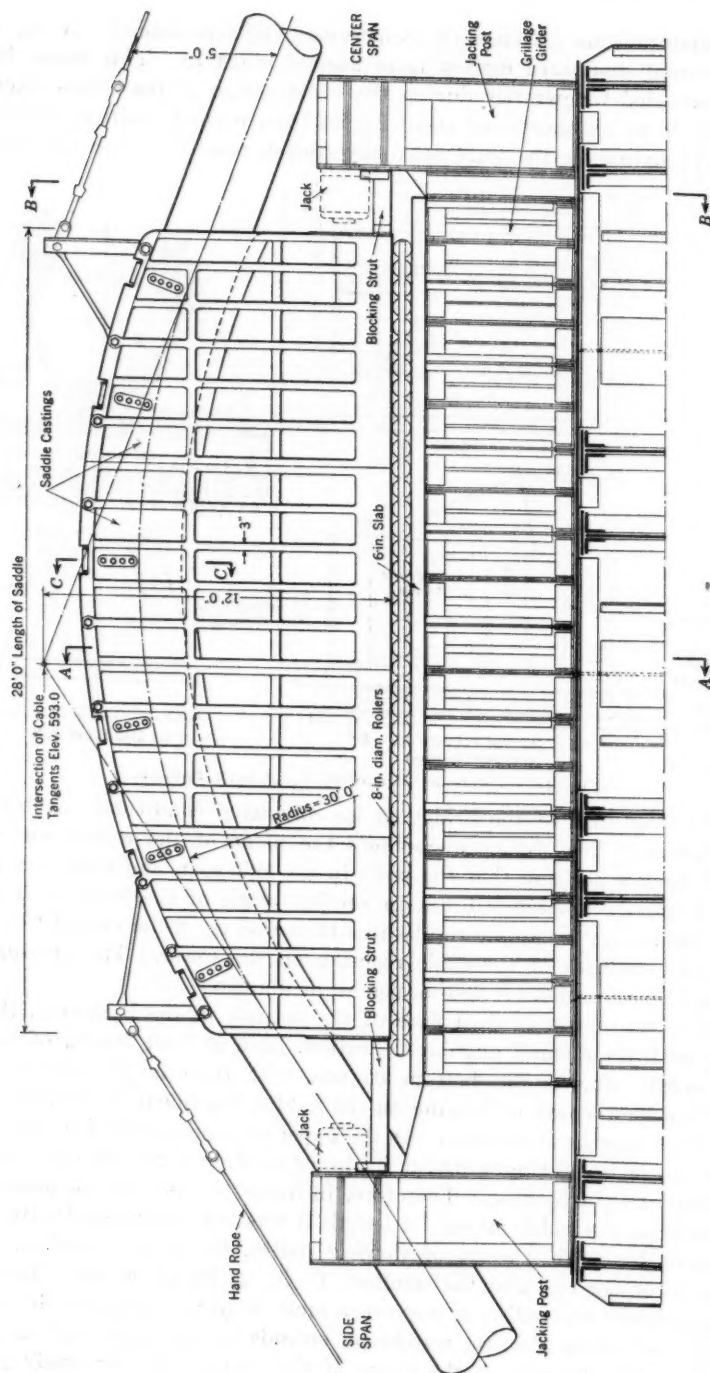 28' 0" Length of Saddle
Intersection of Cable
Tangents Elev. 593.0
5' 0"
B
B
A
A
C
C
Saddle Castings
Hand Rope
Jack
Jack
CENTER
SPAN
SIDE
SPAN
Radius = 30' 0"
12' 0"
3"
Blocking Strut
Blocking Strut
8-in. diam. Rollers
6-in. Slab
Jacking
Post
Jacking Post
Grillage
Girder